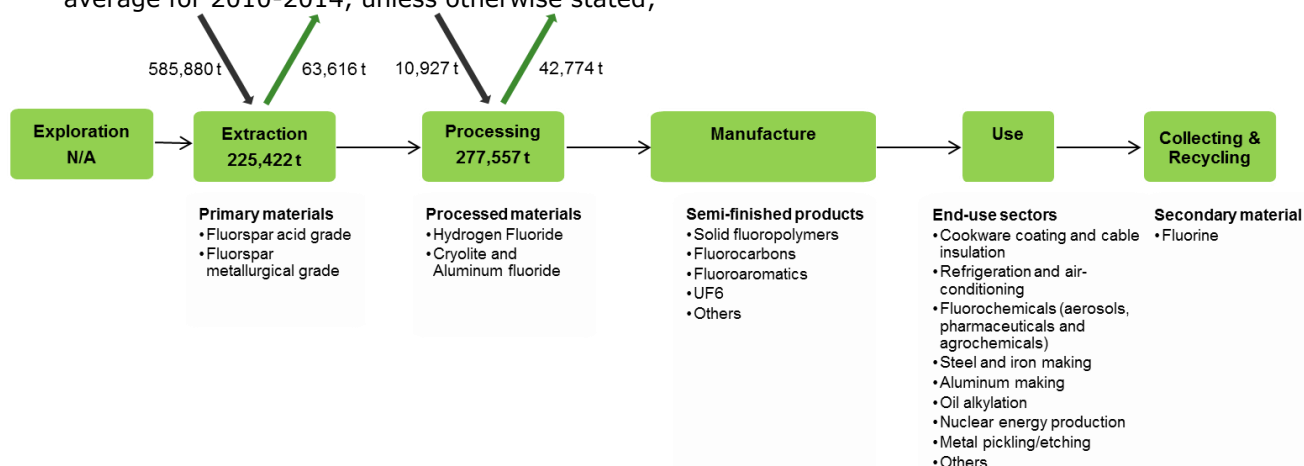 average for 2010-2014, unless otherwise stated;
585,880 t
63,616 t
10,927 t
42,774 t
Exploration
N/A
Extraction
225,422 t
Processing
277,557 t
Manufacture
Use
Collecting &
Recycling
Primary materials
•Fluorspar acid grade
•Fluorspar
metallurgical grade
Processed materials
•Hydrogen Fluoride
•Cryolite and
Aluminum fluoride
Semi-finished products
•Solid fluoropolymers
•Fluorocarbons
•Fluoroaromatics
•UF6
•Others
End-use sectors
•Cookware coating and cable
insulation
•Refrigeration and air-
conditioning
•Fluorochemicals (aerosols,
pharmaceuticals and
agrochemicals)
•Steel and iron making
•Aluminum making
•Oil alkylation
•Nuclear energy production
•Metal pickling/etching
•Others
Secondary material
•Fluorine